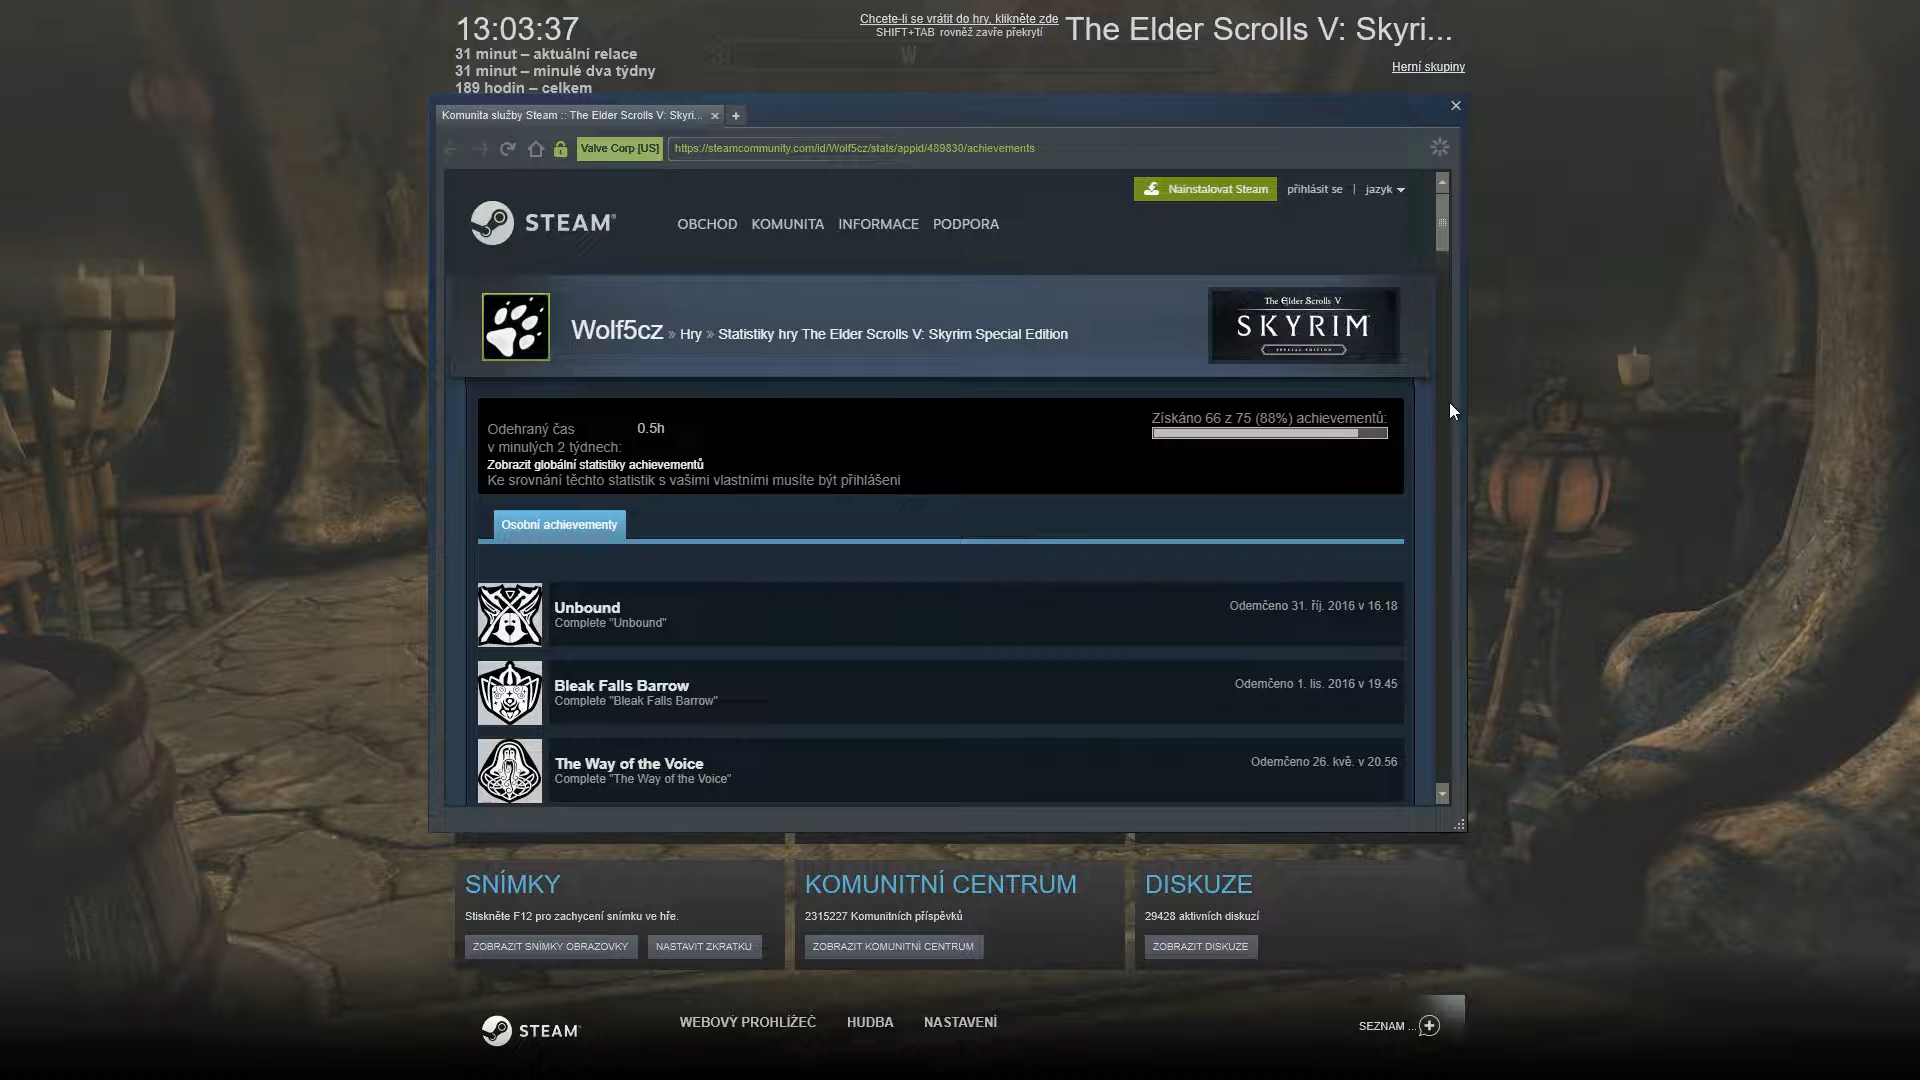 13:03:37
31 minut – aktuální relace
31 minut – minulé dva týdny
189 hodin – celkem
Chcete-li se vrátit do hry, klikněte zde
SHIFT+TAB rovněž zavře překrytí
The Elder Scrolls V: Skyri...
Herní skupiny
Komunita služby Steam :: The Elder Scrolls V: Skyri...
Valve Corp [US]
https://steamcommunity.com/id/Wolf5cz/stats/appid/489830/achievements
Nainstalovat Steam
přihlásit se | jazyk
STEAM®
OBCHOD KOMUNITA INFORMACE PODPORA
Wolf5cz » Hry » Statistiky hry The Elder Scrolls V: Skyrim Special Edition
The Elder Scrolls V
SKYRIM
SPECIAL EDITION
Odehraný čas
v minulých 2 týdnech:
0.5h
Získáno 66 z 75 (88%) achievementů:
Zobrazit globální statistiky achievementů
Ke srovnání těchto statistik s vašimi vlastními musíte být přihlášeni
Osobní achievementy
Unbound
Complete "Unbound"
Odemčeno 31. říj. 2016 v 16.18
Bleak Falls Barrow
Complete "Bleak Falls Barrow"
Odemčeno 1. lis. 2016 v 19.45
The Way of the Voice
Complete "The Way of the Voice"
Odemčeno 26. kvě. v 20.56
SNÍMKY
Stiskněte F12 pro zachycení snímku ve hře.
ZOBRAZIT SNÍMKY OBRAZOVKY
NASTAVIT ZKRATKU
KOMUNITNÍ CENTRUM
2315227 Komunitních příspěvků
ZOBRAZIT KOMUNITNÍ CENTRUM
DISKUZE
29428 aktivních diskuzí
ZOBRAZIT DISKUZE
STEAM
WEBOVÝ PROHLÍŽEČ
HUDBA
NASTAVENÍ
SEZNAM ...